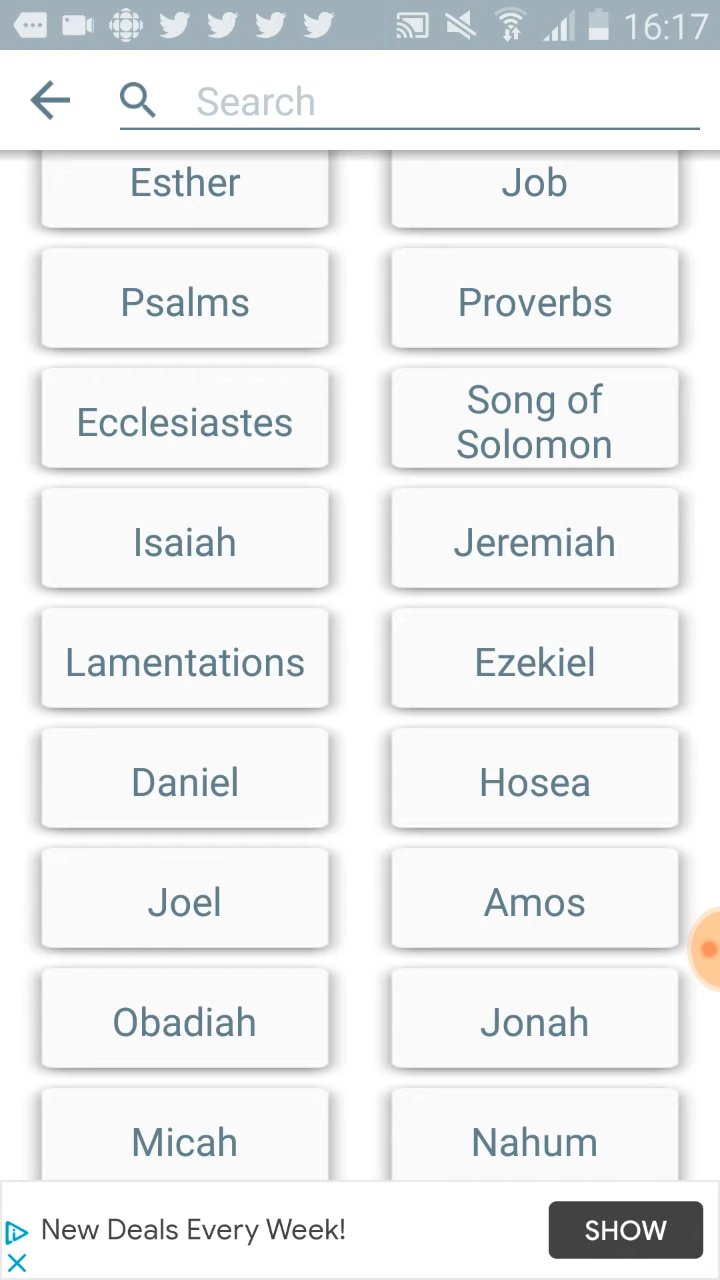 16:17
Search
Esther
Job
Psalms
Proverbs
Ecclesiastes
Song of
Solomon
Isaiah
Jeremiah
Lamentations
Ezekiel
Daniel
Hosea
Joel
Amos
Obadiah
Jonah
Micah
Nahum
New Deals Every Week!
SHOW